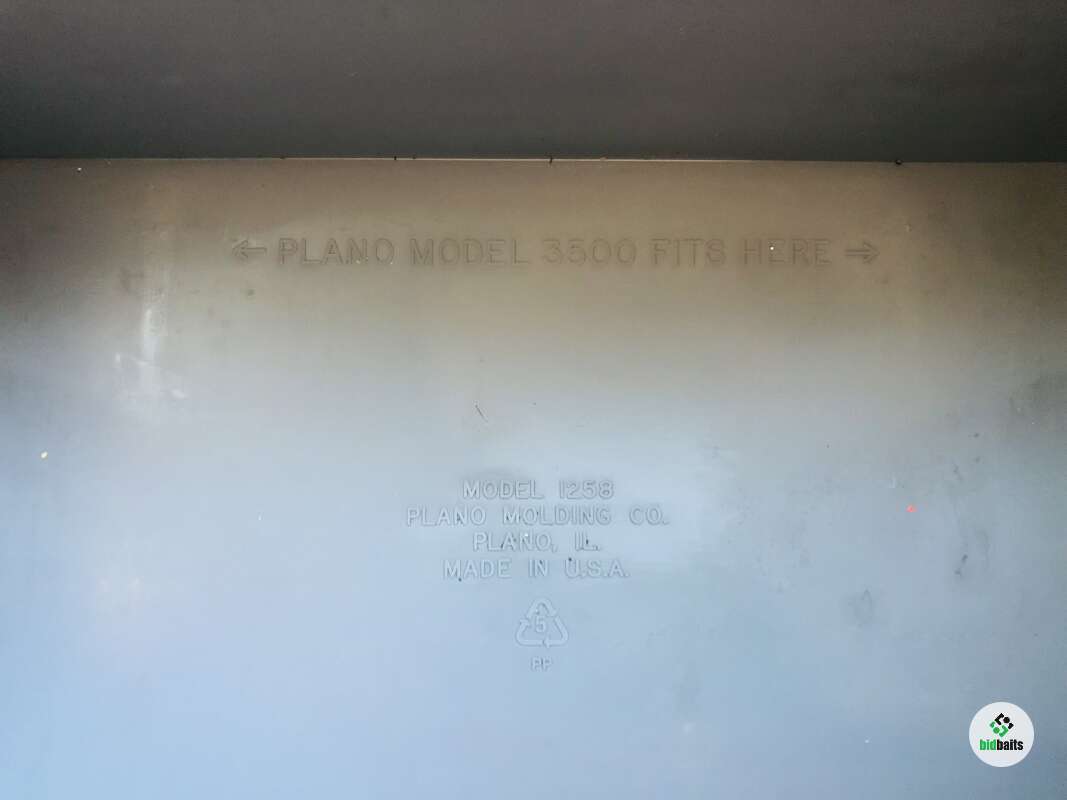 ← PLANO MODEL 3500 FITS HERE →
MODEL 1258
PLANO MOLDING CO.
PLANO, IL.
MADE IN U.S.A.
5
PP
bidbaits